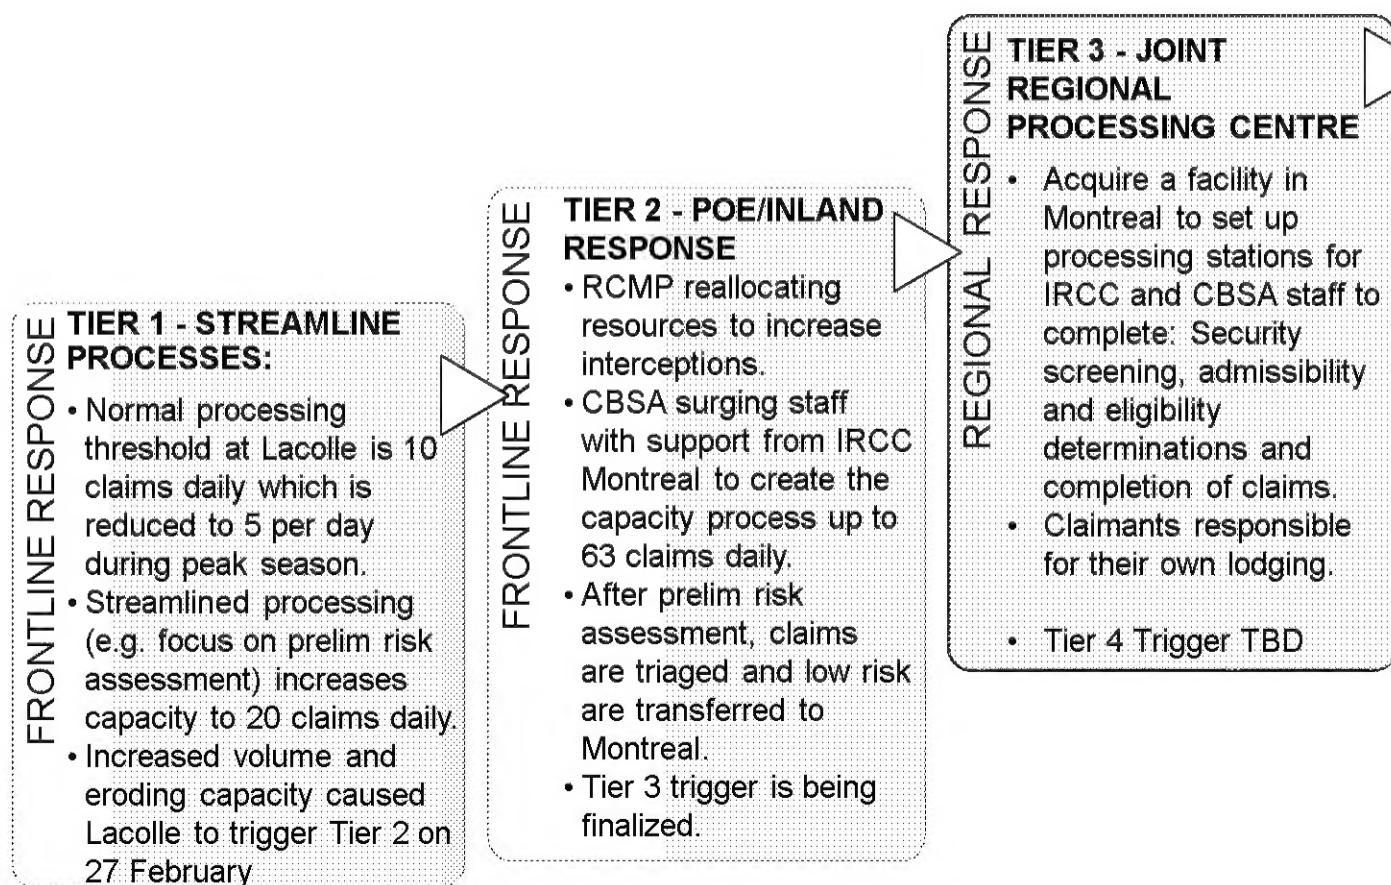 FRONTLINE RESPONSE
TIER 1 - STREAMLINE
PROCESSES:
• Normal processing
threshold at Lacolle is 10
claims daily which is
reduced to 5 per day
during peak season.
• Streamlined processing
(e.g. focus on prelim risk
assessment) increases
capacity to 20 claims daily.
• Increased volume and
eroding capacity caused
Lacolle to trigger Tier 2 on
27 February
FRONTLINE RESPONSE
TIER 2 - POE/INLAND
RESPONSE
• RCMP reallocating
resources to increase
interceptions.
• CBSA surging staff
with support from IRCC
Montreal to create the
capacity process up to
63 claims daily.
• After prelim risk
assessment, claims
are triaged and low risk
are transferred to
Montreal.
• Tier 3 trigger is being
finalized.
REGIONAL RESPONSE
TIER 3 - JOINT
REGIONAL
PROCESSING CENTRE
• Acquire a facility in
Montreal to set up
processing stations for
IRCC and CBSA staff to
complete: Security
screening, admissibility
and eligibility
determinations and
completion of claims.
• Claimants responsible
for their own lodging.
• Tier 4 Trigger TBD